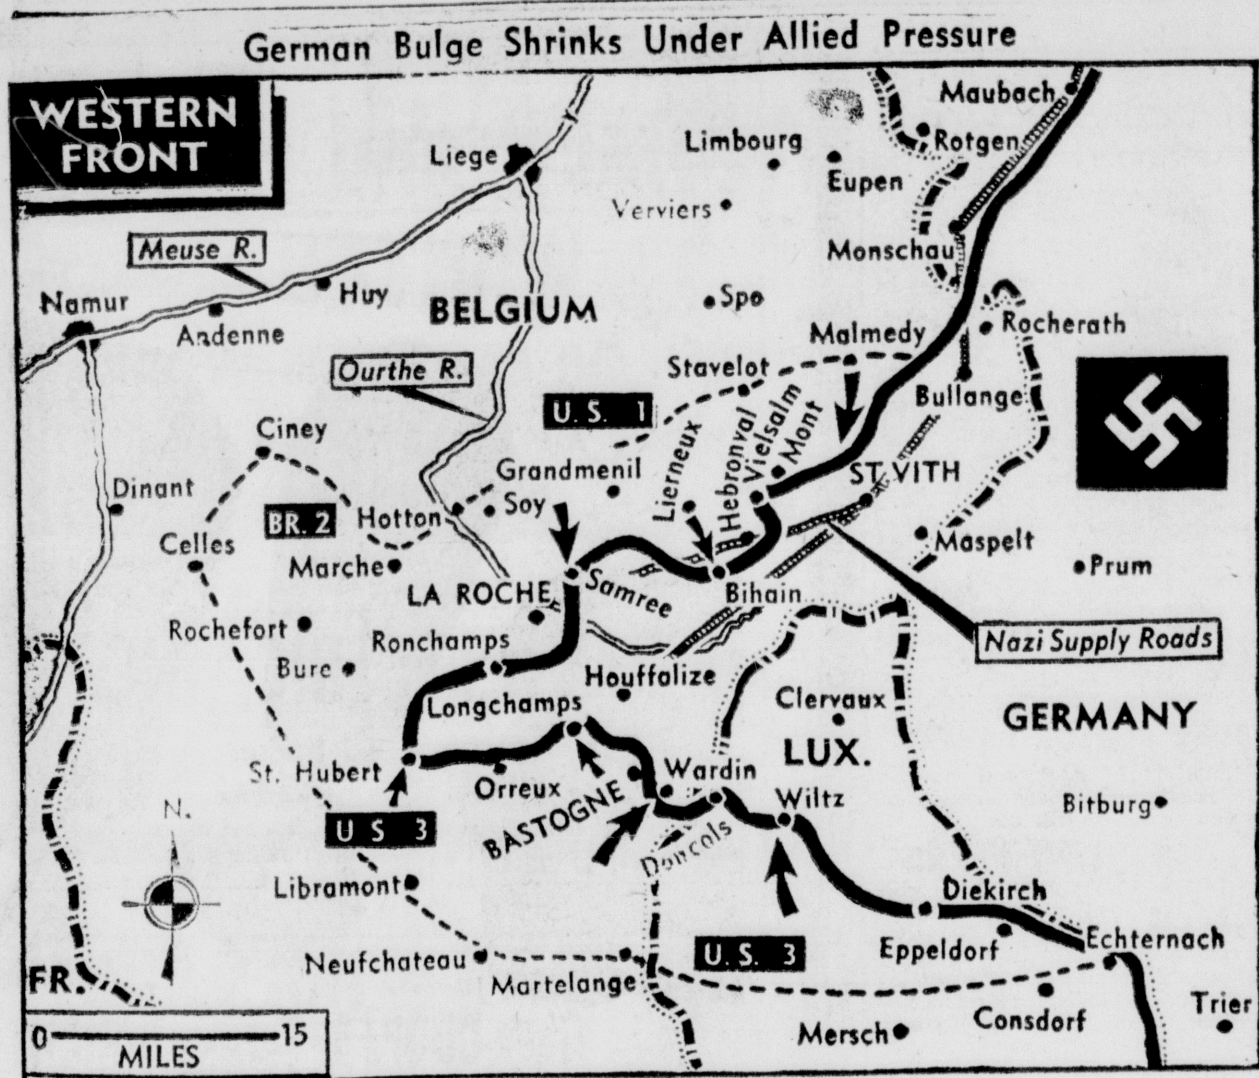 German Bulge Shrinks Under Allied Pressure
WESTERN
FRONT
Maubach
Rotgen
Limbourg
Liege
Eupen
Verviers
Monschau
Meuse R.
Namur
Huy
Andenne
BELGIUM
Spa
Rocherath
Malmedy
Stavelot
Ourthe R.
U. S. 1
Bullange
Ciney
Lierneux
Hebronval
Vielsalm
Mont
Grandmenil
ST. VITH
Dinant
Soy
BR. 2
Hotton
Celles
Marche
Maspelt
Prum
LA ROCHE
Samree
Bihain
Rochefort
Ronchamps
Nazi Supply Roads
Bure
Houffalize
Longchamps
Clervaux
GERMANY
LUX.
St. Hubert
Orreux
Wardin
BASTOGNE
Wiltz
Bitburg
N.
U S 3
Doncols
Libramont
Diekirch
Neufchateau
U. S. 3
Eppeldorf
Echternach
Martelange
FR.
Consdorf
Trier
Mersch
0 15
MILES